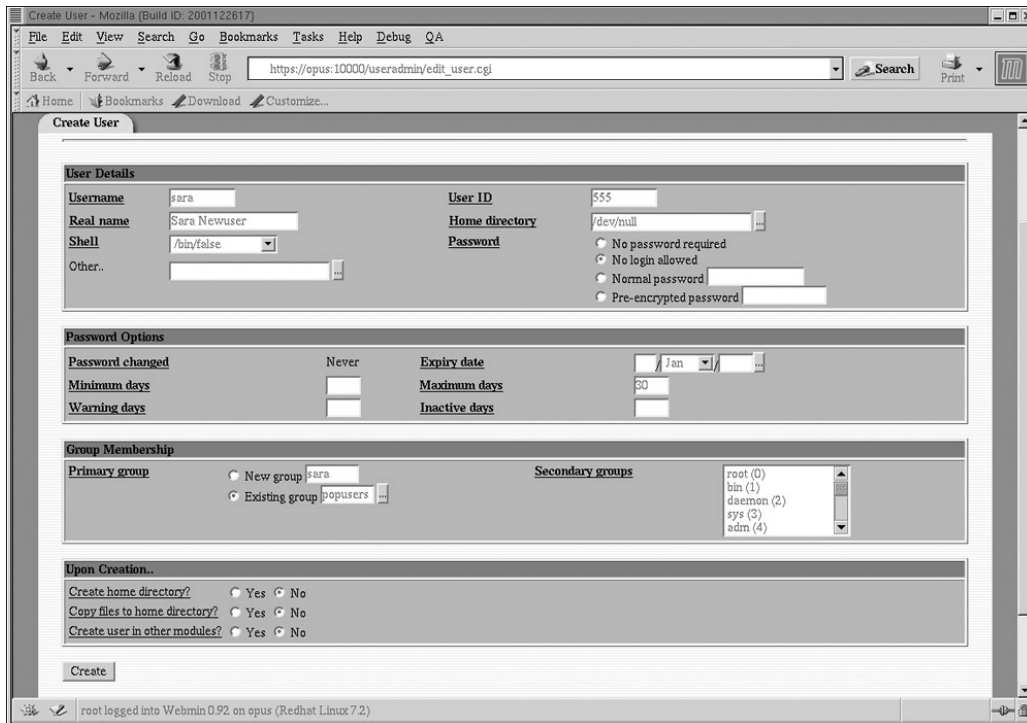 Create User - Mozilla {Build ID: 2001122617}
File Edit View Search Go Bookmarks Tasks Help Debug QA
Back Forward Reload Stop https://opus:10000/useradmin/edit_user.cgi Search Print
Home Bookmarks Download Customize...
Create User
User Details
Username sara User ID 555
Real name Sara Newuser Home directory /dev/null ...
Shell /bin/false Password No password required
No login allowed
Other.. ... Normal password
Pre-encrypted password
Password Options
Password changed Never Expiry date / Jan / ...
Minimum days Maximum days 30
Warning days Inactive days
Group Membership
Primary group New group sara Secondary groups root (0)
Existing group popusers ... bin (1)
daemon (2)
sys (3)
adm (4)
Upon Creation..
Create home directory? Yes No
Copy files to home directory? Yes No
Create user in other modules? Yes No
Create
root logged into Webmin 0.92 on opus (Redhat Linux 7.2)